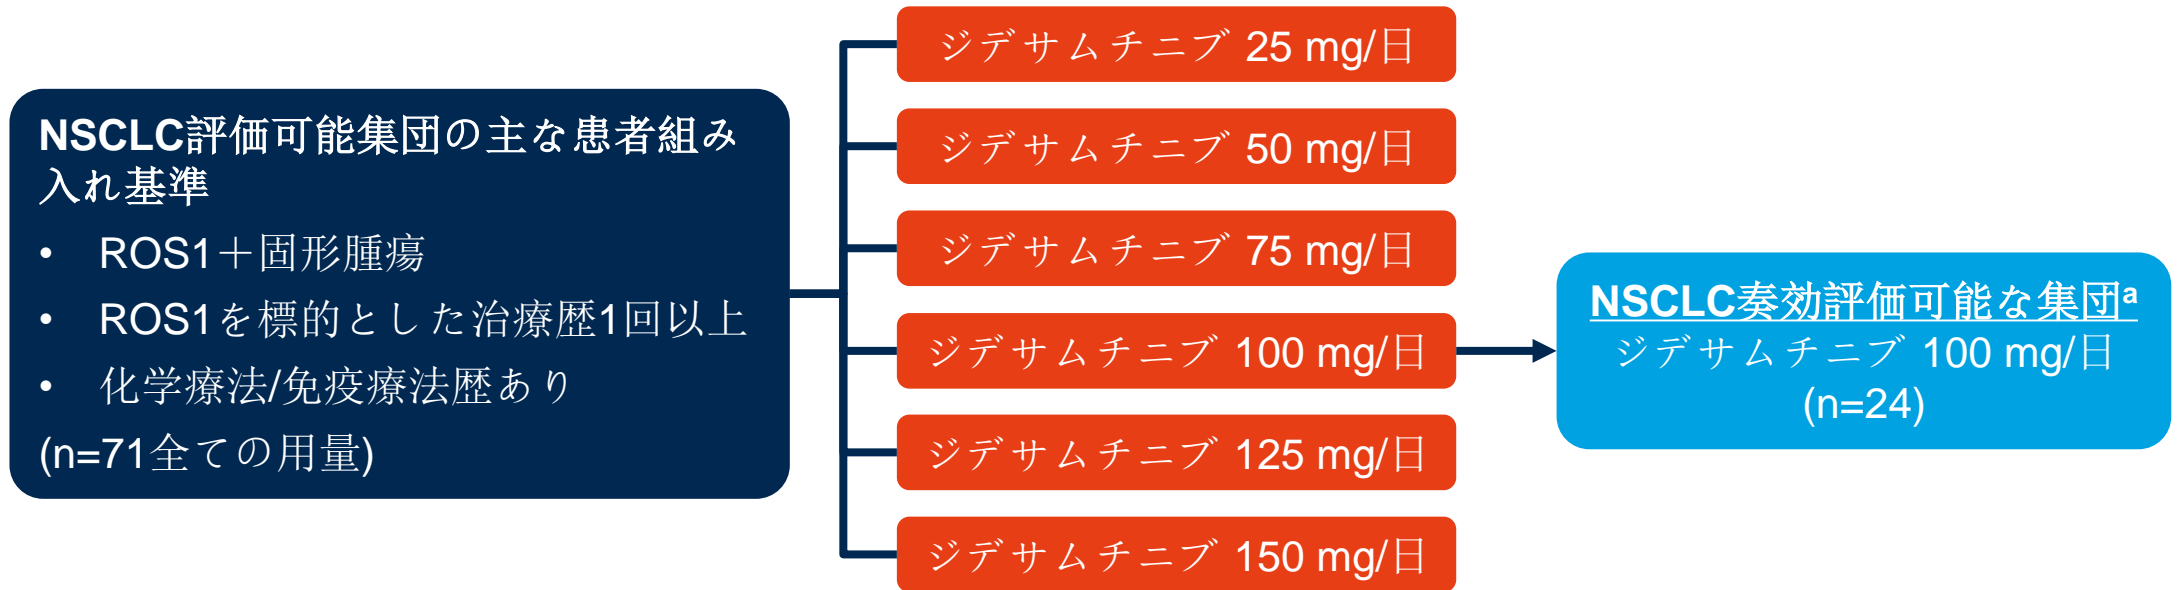 NSCLC評価可能集団の主な患者組み
入れ基準
• ROS1＋固形腫瘍
• ROS1を標的とした治療歴1回以上
• 化学療法/免疫療法歴あり
(n=71全ての用量)
ジデサムチニブ 25 mg/日
ジデサムチニブ 50 mg/日
ジデサムチニブ 75 mg/日
ジデサムチニブ 100 mg/日
ジデサムチニブ 125 mg/日
ジデサムチニブ 150 mg/日
NSCLC奏効評価可能な集団a
ジデサムチニブ 100 mg/日
(n=24)